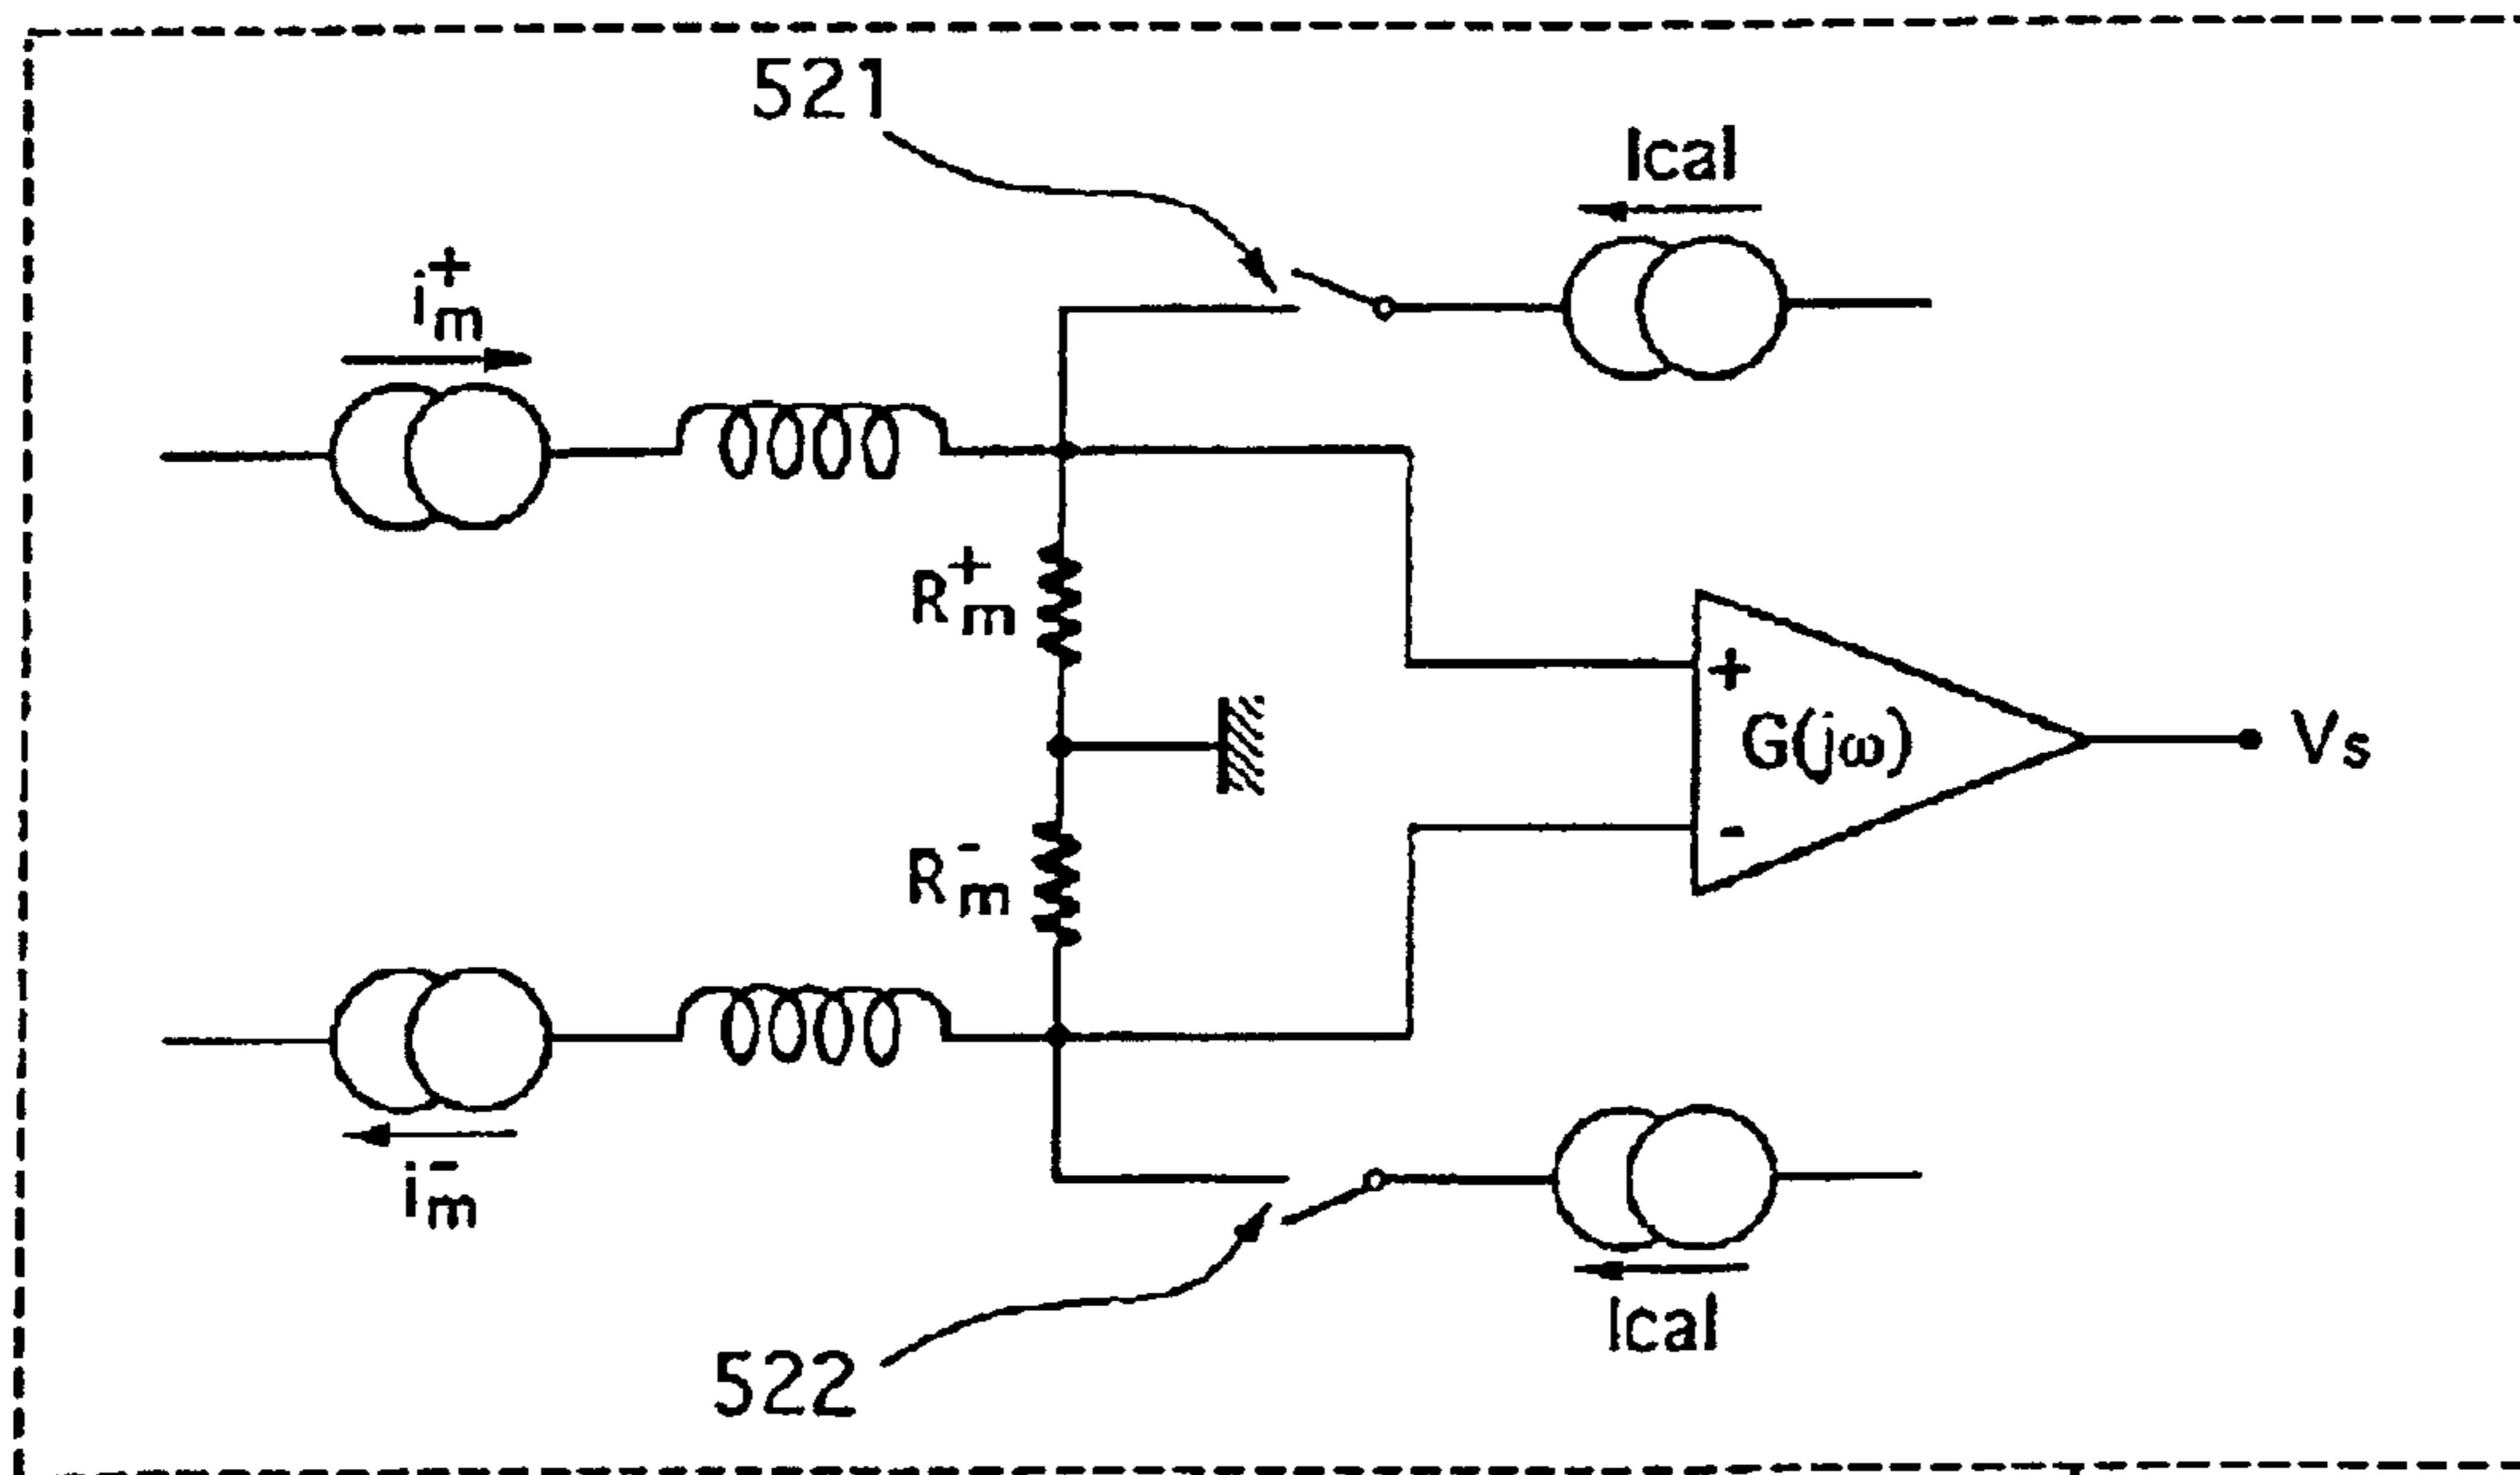 521
Ical
i+m
R+m
+
G(jω)
-
Vs
R-m
i-m
Ical
522